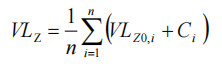 VL_Z = \frac{1}{n} \sum_{i=1}^{n} (VL_{Z0,i} + C_i)